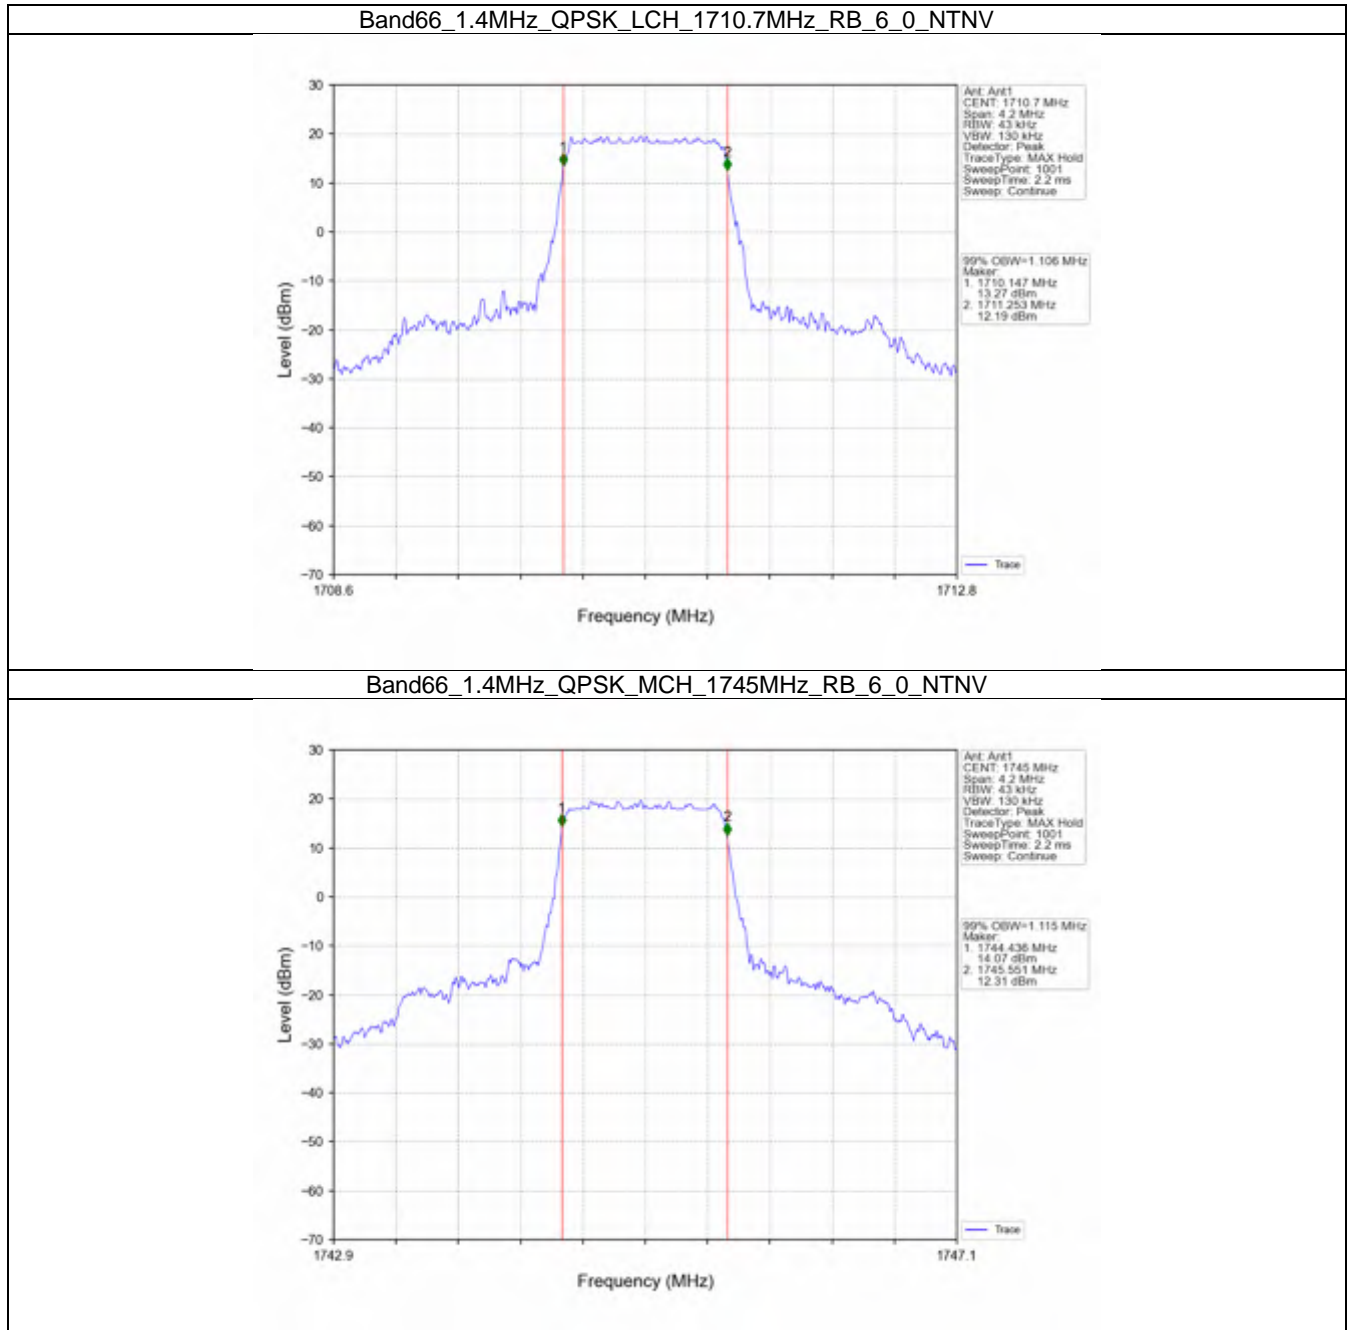 Band66_1.4MHz_QPSK_LCH_1710.7MHz_RB_6_0_NTNV
30
20
10
0
−10
−20
−30
−40
−50
−60
−70
Level (dBm)
1
2
1708.6
1712.8
Frequency (MHz)
Ant: Ant1
CENT: 1710.7 MHz
Span: 4.2 MHz
RBW: 43 kHz
VBW: 130 kHz
Detector: Peak
TraceType: MAX Hold
SweepPoint: 1001
SweepTime: 2.2 ms
Sweep: Continue
99% OBW=1.106 MHz
Maker:
1. 1710.147 MHz
13.27 dBm
2. 1711.253 MHz
12.19 dBm
Trace
Band66_1.4MHz_QPSK_MCH_1745MHz_RB_6_0_NTNV
30
20
10
0
−10
−20
−30
−40
−50
−60
−70
Level (dBm)
1
2
1742.9
1747.1
Frequency (MHz)
Ant: Ant1
CENT: 1745 MHz
Span: 4.2 MHz
RBW: 43 kHz
VBW: 130 kHz
Detector: Peak
TraceType: MAX Hold
SweepPoint: 1001
SweepTime: 2.2 ms
Sweep: Continue
99% OBW=1.115 MHz
Maker:
1. 1744.436 MHz
14.07 dBm
2. 1745.551 MHz
12.31 dBm
Trace